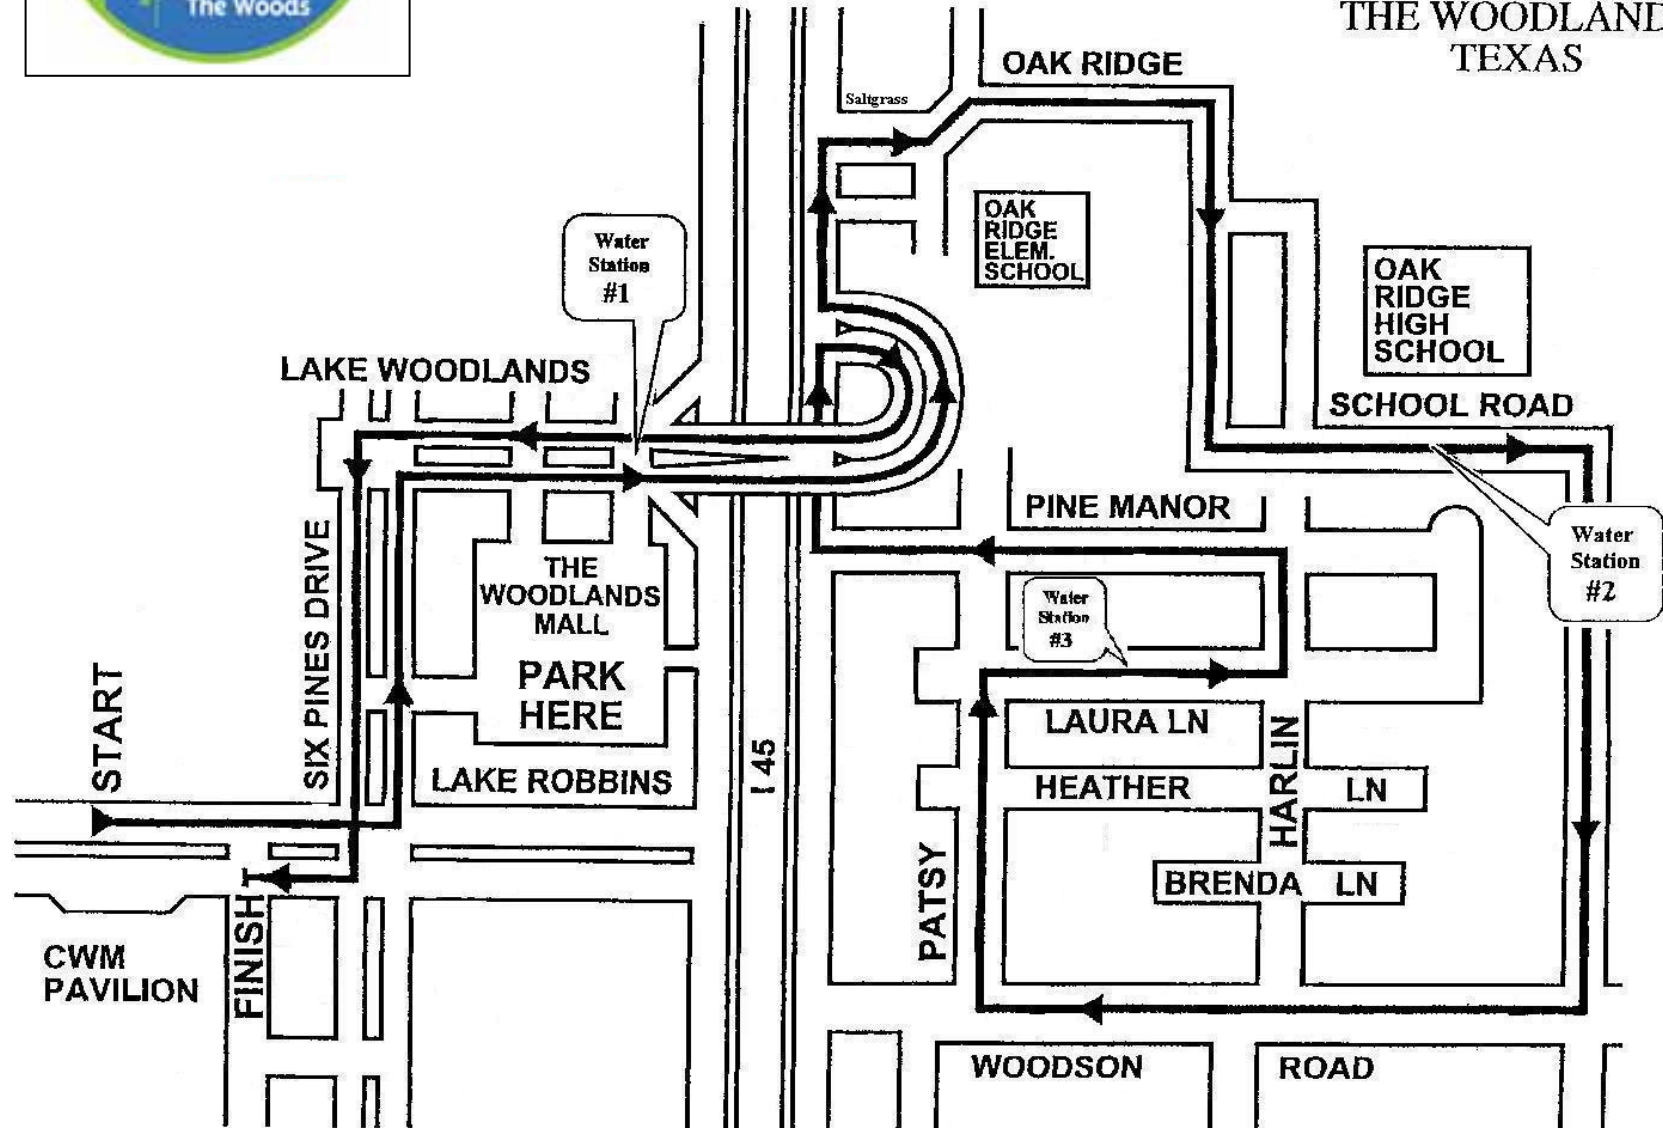 The Woods
THE WOODLAND
TEXAS
OAK RIDGE
Saltgrass
OAK
RIDGE
ELEM.
SCHOOL
Water
Station
#1
OAK
RIDGE
HIGH
SCHOOL
LAKE WOODLANDS
SCHOOL ROAD
PINE MANOR
Water
Station
#2
SIX PINES DRIVE
THE
WOODLANDS
MALL
PARK
HERE
Water
Station
#3
START
LAURA LN
LAKE ROBBINS
I 45
HEATHER LN
HARLIN
PATSY
BRENDA LN
FINISH
CWM
PAVILION
WOODSON ROAD